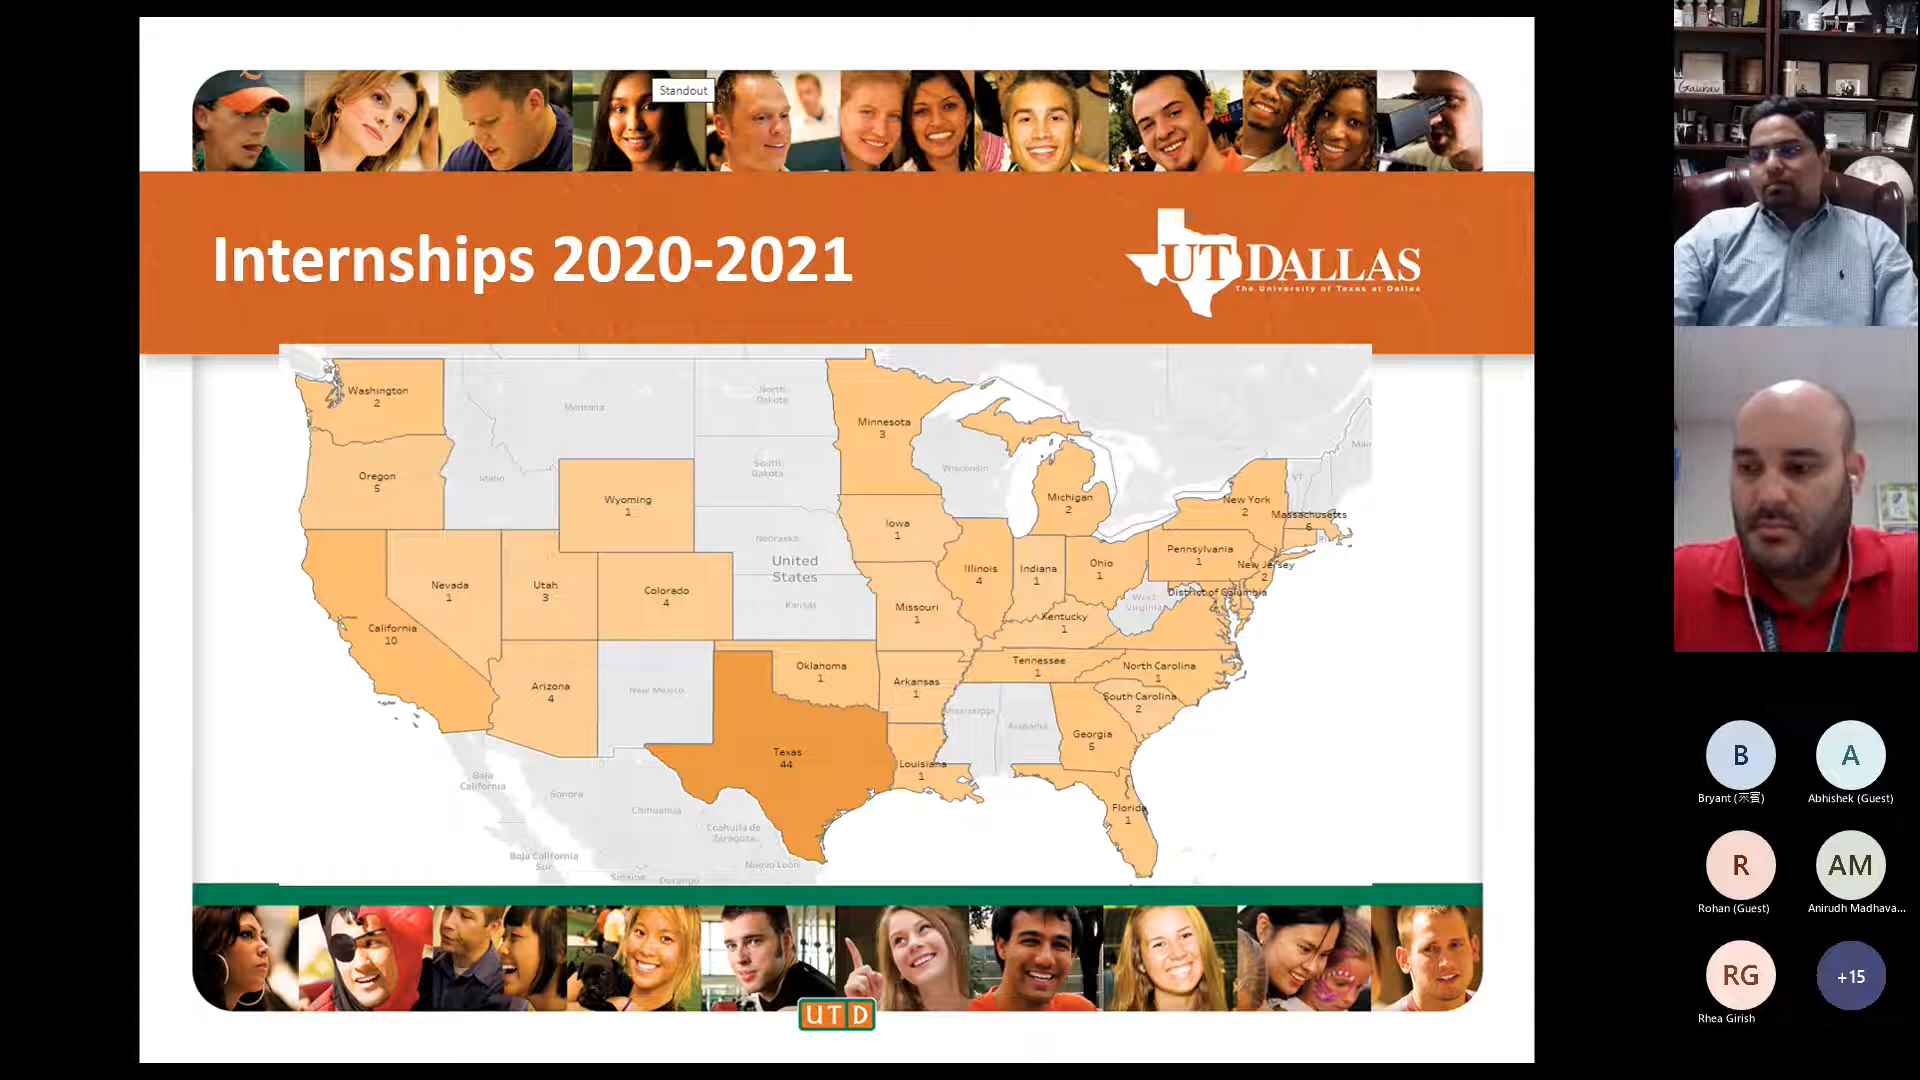 Standout
Gaurav
Internships 2020-2021
UT DALLAS
The University of Texas at Dallas
Washington
2
Montana
North
Dakota
Minnesota
3
Oregon
Idaho
South
Dakota
Wisconsin
Wyoming
1
Michigan
2
New York
2
VT
Massachusetts
6
Iowa
1
Nebraska
United
States
Pennsylvania
1
Illinois
4
Indiana
1
Ohio
1
New Jersey
2
Nevada
1
Utah
3
Colorado
4
Kansas
Missouri
1
West
Virginia
District of Columbia
Kentucky
1
California
10
Oklahoma
1
Tennessee
1
North Carolina
1
Arizona
4
New Mexico
Arkansas
1
South Carolina
2
Mississippi
Alabama
Georgia
Texas
44
Louisiana
1
Florida
1
Baja
California
Sonora
Chihuahua
Coahuila de
Zaragoza
Baja California
Sur
Nuevo León
Sinaloa
Durango
UTD
B
Bryant
A
Abhishek (Guest)
R
Rohan (Guest)
AM
Anirudh Madhava...
RG
Rhea Girish
+15